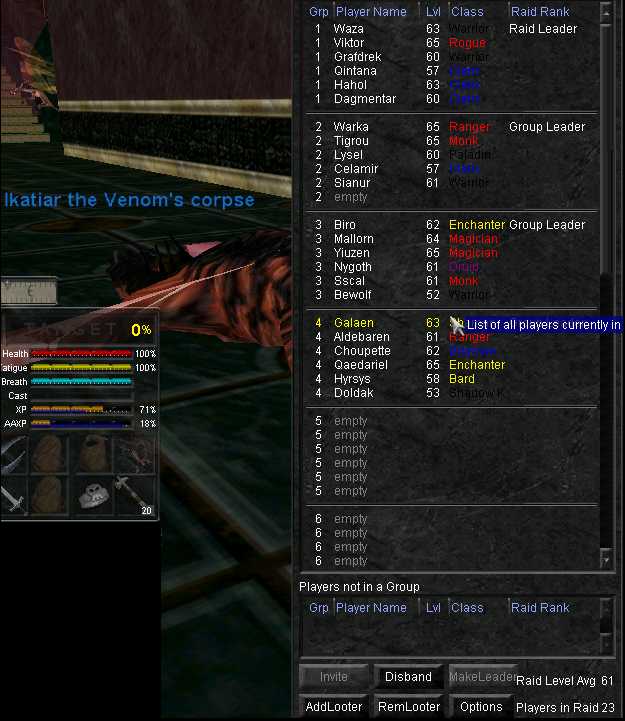 Grp Player Name Lvl Class Raid Rank
1 Waza 63 Warrior Raid Leader
1 Viktor 65 Rogue
1 Grafdrek 60 Warrior
1 Qintana 57
1 Hahol 63
1 Dagmentar 60
2 Warka 65 Ranger Group Leader
2 Tigrou 65 Monk
2 Lysel 60 Paladin
2 Celamir 57
2 Sianur 61 Warrior
2 empty
3 Biro 62 Enchanter Group Leader
3 Mallorn 64 Magician
3 Yiuzen 65 Magician
3 Nygoth 61 Druid
3 Sscal 61 Monk
3 Bewolf 52 Warrior
4 Galaen 63
List of all players currently in
4 Aldebaren 61 Ranger
4 Choupette 62
4 Qaedariel 65 Enchanter
4 Hyrsys 58 Bard
4 Doldak 53 Shadow K
5 empty
5 empty
5 empty
5 empty
5 empty
5 empty
6 empty
6 empty
6 empty
6 empty
Players not in a Group
Grp Player Name Lvl Class Raid Rank
Invite Disband MakeLeader Raid Level Avg 61
AddLooter RemLooter Options Players in Raid 23
Ikatiar the Venom's corpse
TARGET 0%
Health 100%
atigue 100%
Breath
Cast
XP 71%
AAXP 18%
20